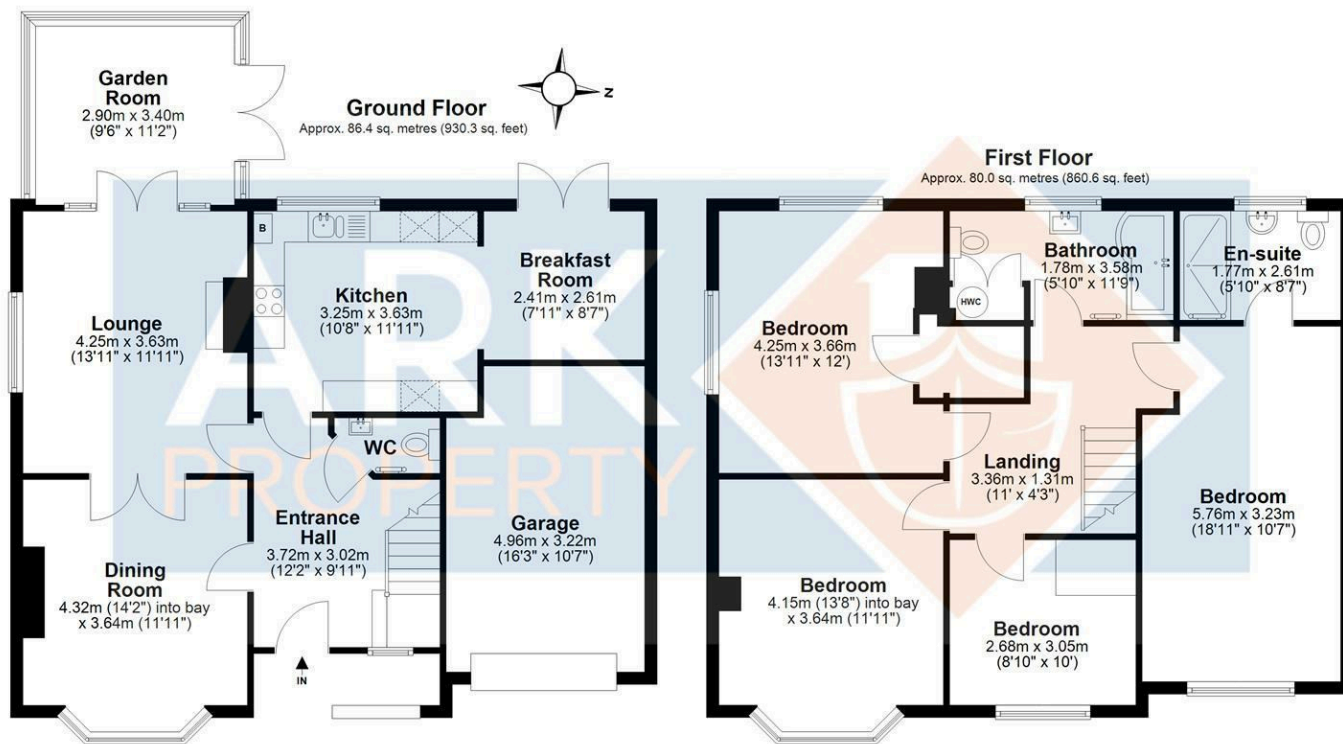 Ground Floor
Approx. 86.4 sq. metres (930.3 sq. feet)
N
Garden
Room
2.90m x 3.40m
(9'6" x 11'2")
Lounge
4.25m x 3.63m
(13'11" x 11'11")
B
Kitchen
3.25m x 3.63m
(10'8" x 11'11")
Breakfast
Room
2.41m x 2.61m
(7'11" x 8'7")
WC
Entrance
Hall
3.72m x 3.02m
(12'2" x 9'11")
Garage
4.96m x 3.22m
(16'3" x 10'7")
Dining
Room
4.32m (14'2") into bay
x 3.64m (11'11")
IN
First Floor
Approx. 80.0 sq. metres (860.6 sq. feet)
Bedroom
4.25m x 3.66m
(13'11" x 12')
HWC
Bathroom
1.78m x 3.58m
(5'10" x 11'9")
En-suite
1.77m x 2.61m
(5'10" x 8'7")
Landing
3.36m x 1.31m
(11' x 4'3")
Bedroom
5.76m x 3.23m
(18'11" x 10'7")
Bedroom
4.15m (13'8") into bay
x 3.64m (11'11")
Bedroom
2.68m x 3.05m
(8'10" x 10')
ARK
PROPERTY